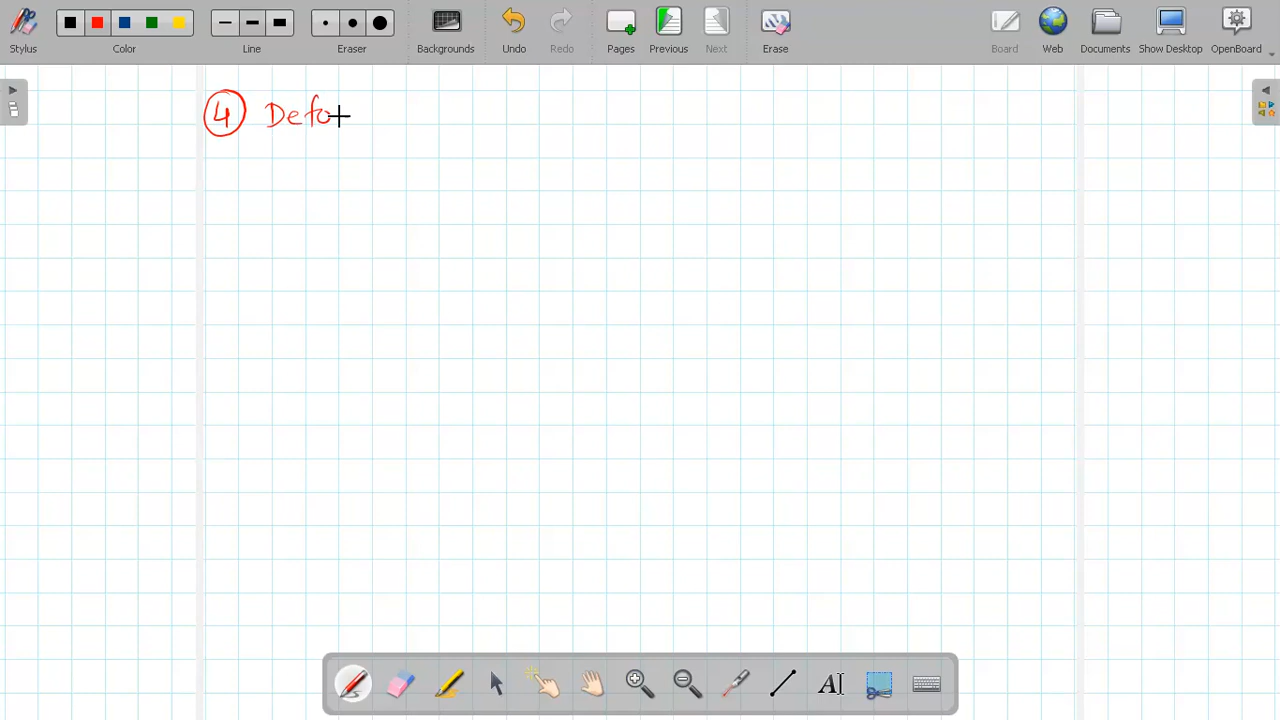 Stylus Color Line Eraser Backgrounds Undo Redo Pages Previous Next Erase Board Web Documents Show Desktop OpenBoard
④ Defo
AI